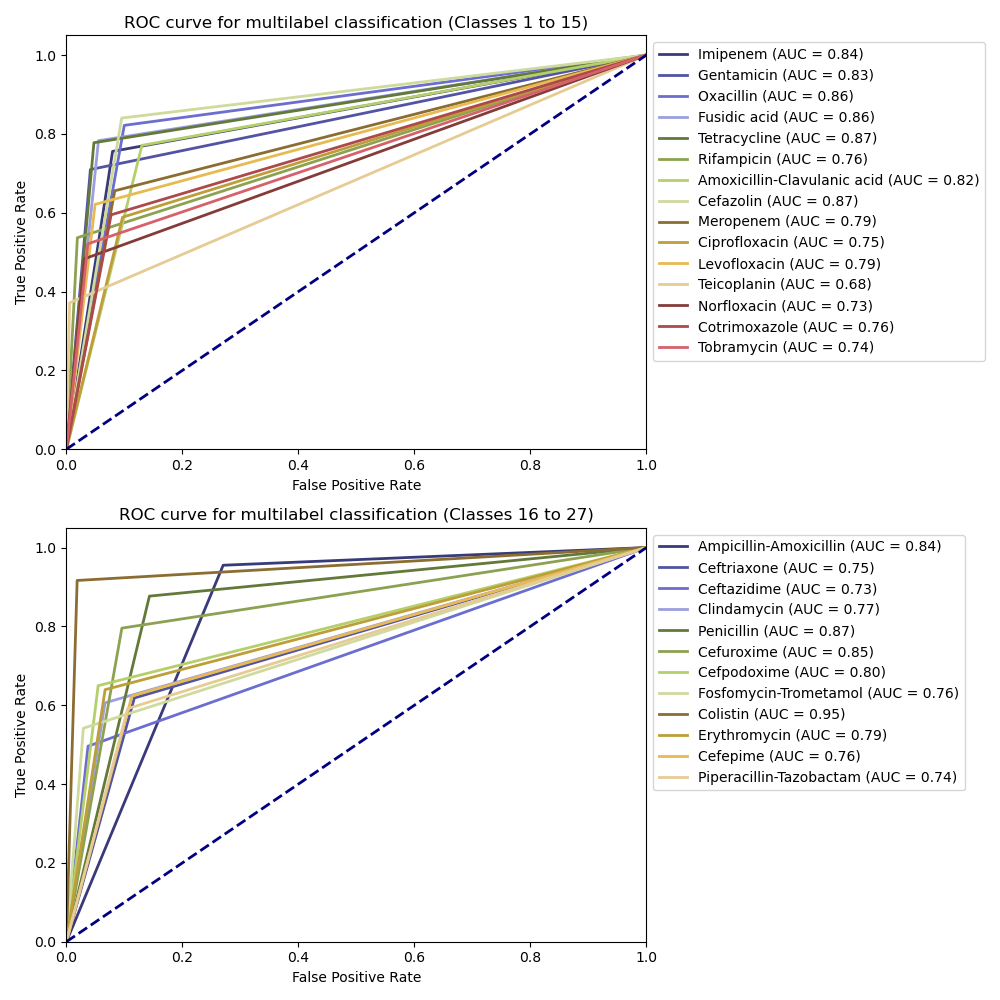 ROC curve for multilabel classification (Classes 1 to 15)
True Positive Rate
1.0
0.8
0.6
0.4
0.2
0.0
0.0 0.2 0.4 0.6 0.8 1.0
False Positive Rate
Imipenem (AUC = 0.84)
Gentamicin (AUC = 0.83)
Oxacillin (AUC = 0.86)
Fusidic acid (AUC = 0.86)
Tetracycline (AUC = 0.87)
Rifampicin (AUC = 0.76)
Amoxicillin-Clavulanic acid (AUC = 0.82)
Cefazolin (AUC = 0.87)
Meropenem (AUC = 0.79)
Ciprofloxacin (AUC = 0.75)
Levofloxacin (AUC = 0.79)
Teicoplanin (AUC = 0.68)
Norfloxacin (AUC = 0.73)
Cotrimoxazole (AUC = 0.76)
Tobramycin (AUC = 0.74)
ROC curve for multilabel classification (Classes 16 to 27)
True Positive Rate
1.0
0.8
0.6
0.4
0.2
0.0
0.0 0.2 0.4 0.6 0.8 1.0
False Positive Rate
Ampicillin-Amoxicillin (AUC = 0.84)
Ceftriaxone (AUC = 0.75)
Ceftazidime (AUC = 0.73)
Clindamycin (AUC = 0.77)
Penicillin (AUC = 0.87)
Cefuroxime (AUC = 0.85)
Cefpodoxime (AUC = 0.80)
Fosfomycin-Trometamol (AUC = 0.76)
Colistin (AUC = 0.95)
Erythromycin (AUC = 0.79)
Cefepime (AUC = 0.76)
Piperacillin-Tazobactam (AUC = 0.74)